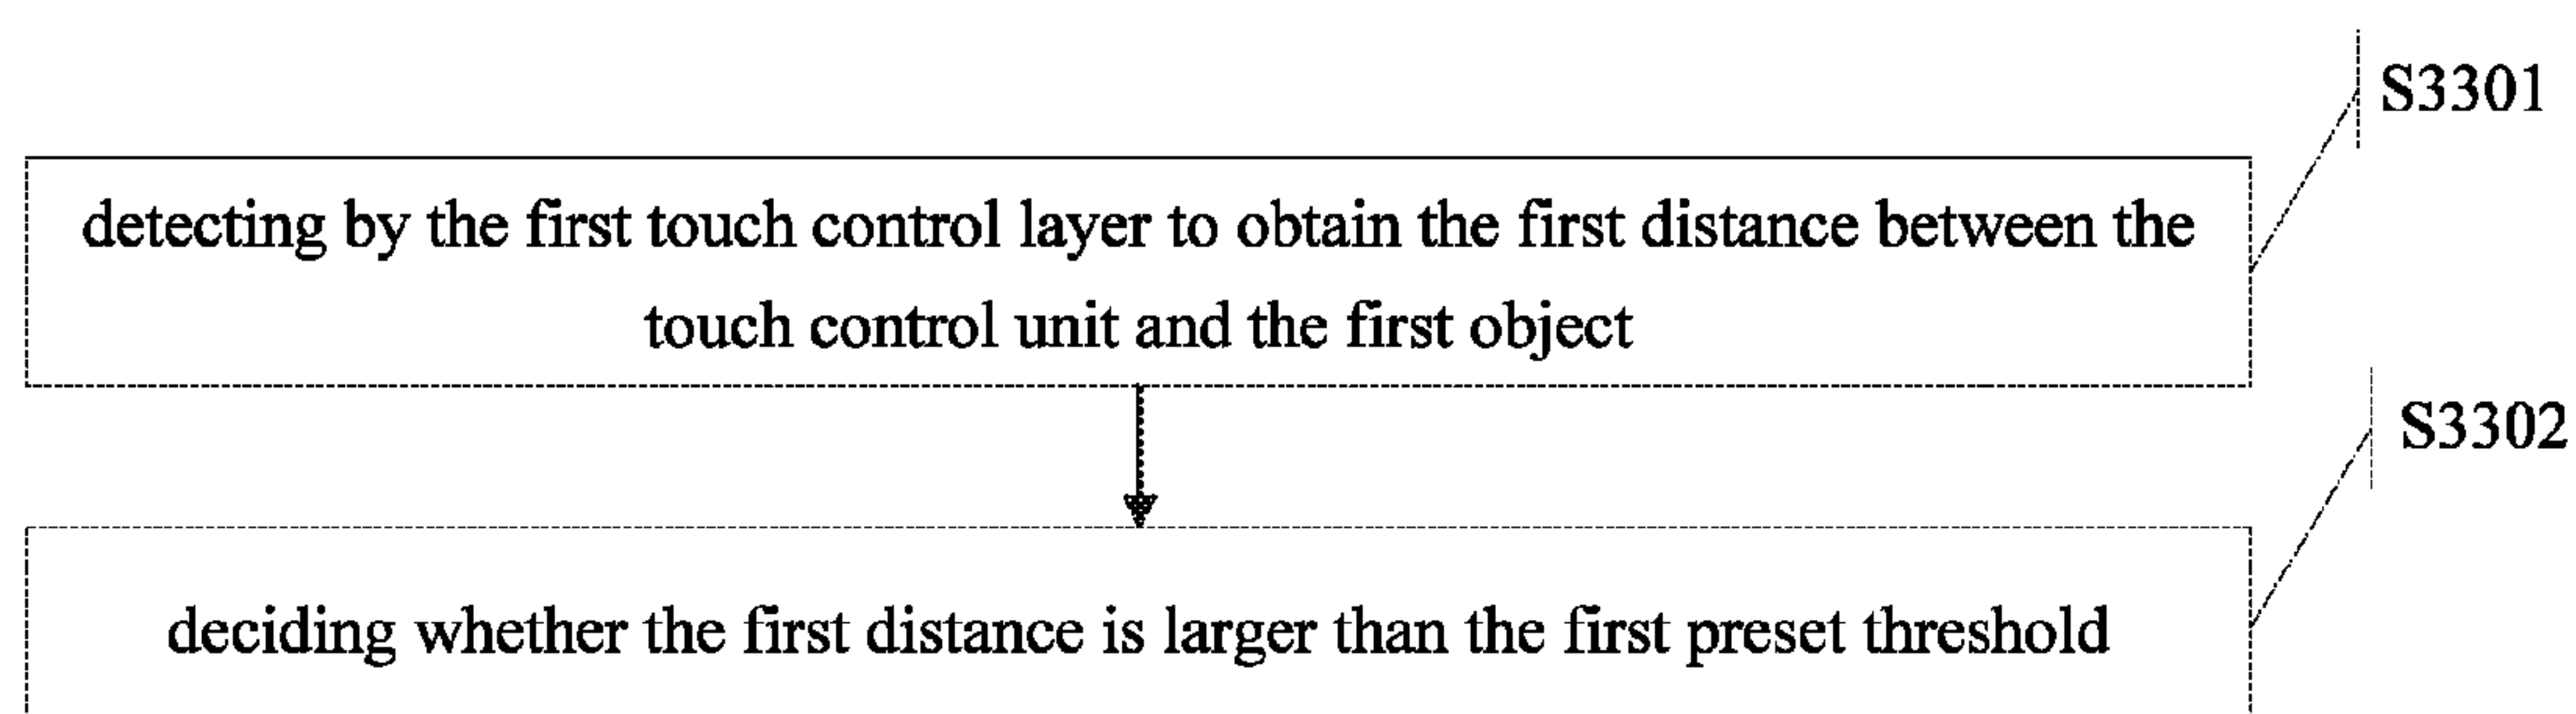 S3301
detecting by the first touch control layer to obtain the first distance between the
touch control unit and the first object
S3302
deciding whether the first distance is larger than the first preset threshold